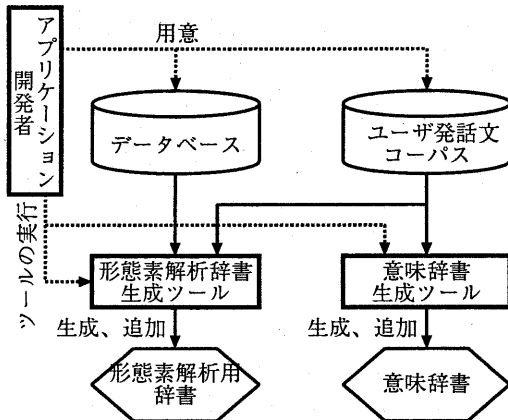 アプリケーション
開発者
用意
データベース
ユーザ発話文
コーパス
ツールの実行
形態素解析辞書
生成ツール
意味辞書
生成ツール
生成、追加
生成、追加
形態素解析用
辞書
意味辞書